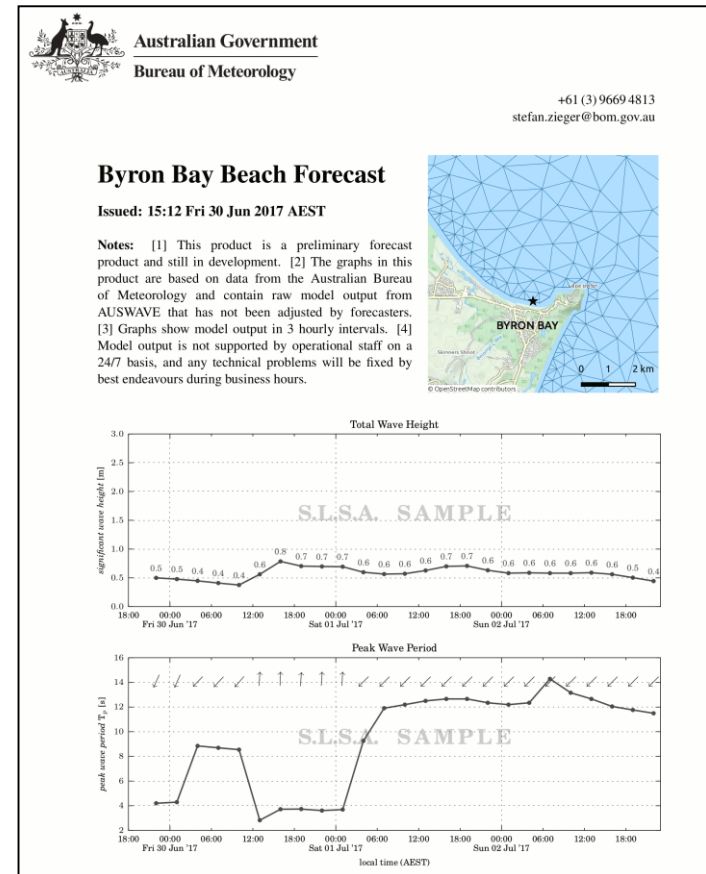 Australian Government
Bureau of Meteorology
+61 (3) 9669 4813
stefan.zieger@bom.gov.au
Byron Bay Beach Forecast
Issued: 15:12 Fri 30 Jun 2017 AEST
Notes: [1] This product is a preliminary forecast
product and still in development. [2] The graphs in this
product are based on data from the Australian Bureau
of Meteorology and contain raw model output from
AUSWAVE that has not been adjusted by forecasters.
[3] Graphs show model output in 3 hourly intervals. [4]
Model output is not supported by operational staff on a
24/7 basis, and any technical problems will be fixed by
best endeavours during business hours.
BYRON BAY
0 1 2 km
© OpenStreetMap contributors
Total Wave Height
significant wave height [m]
3.0
2.5
2.0
1.5
1.0
0.5
0.0
S.L.S.A. SAMPLE
0.5 0.5 0.4 0.4 0.4 0.6 0.8 0.7 0.7 0.7 0.6 0.6 0.6 0.6 0.7 0.7 0.6 0.6 0.6 0.6 0.6 0.6 0.6 0.5 0.4
18:00 00:00 06:00 12:00 18:00 00:00 06:00 12:00 18:00 00:00 06:00 12:00 18:00
Fri 30 Jun '17 Sat 01 Jul '17 Sun 02 Jul '17
Peak Wave Period
peak wave period Tp [s]
16
14
12
10
8
6
4
2
S.L.S.A. SAMPLE
18:00 00:00 06:00 12:00 18:00 00:00 06:00 12:00 18:00 00:00 06:00 12:00 18:00
Fri 30 Jun '17 Sat 01 Jul '17 Sun 02 Jul '17
local time (AEST)